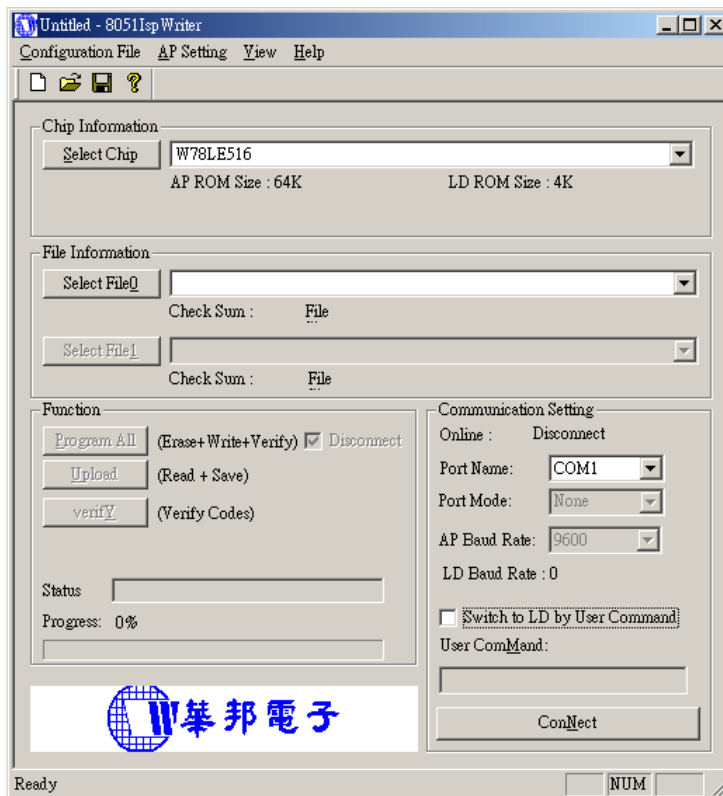 Untitled - 8051IspWriter
Configuration File AP Setting View Help
Chip Information
Select Chip W78LE516
AP ROM Size : 64K LD ROM Size : 4K
File Information
Select File0
Check Sum : File
Select File1
Check Sum : File
Function
Program All (Erase+Write+Verify) Disconnect
Upload (Read + Save)
verifY (Verify Codes)
Status
Progress: 0%
Communication Setting
Online : Disconnect
Port Name: COM1
Port Mode: None
AP Baud Rate: 9600
LD Baud Rate : 0
Switch to LD by User Command
User ComMand:
ConNect
華邦電子
Ready NUM